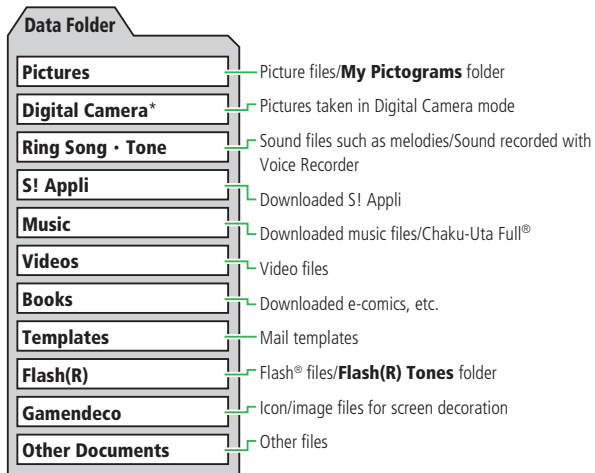 Data Folder
Pictures
Picture files/My Pictograms folder
Digital Camera*
Pictures taken in Digital Camera mode
Ring Song・Tone
Sound files such as melodies/Sound recorded with
Voice Recorder
S! Appli
Downloaded S! Appli
Music
Downloaded music files/Chaku-Uta Full®
Videos
Video files
Books
Downloaded e-comics, etc.
Templates
Mail templates
Flash(R)
Flash® files/Flash(R) Tones folder
Gamendeco
Icon/image files for screen decoration
Other Documents
Other files